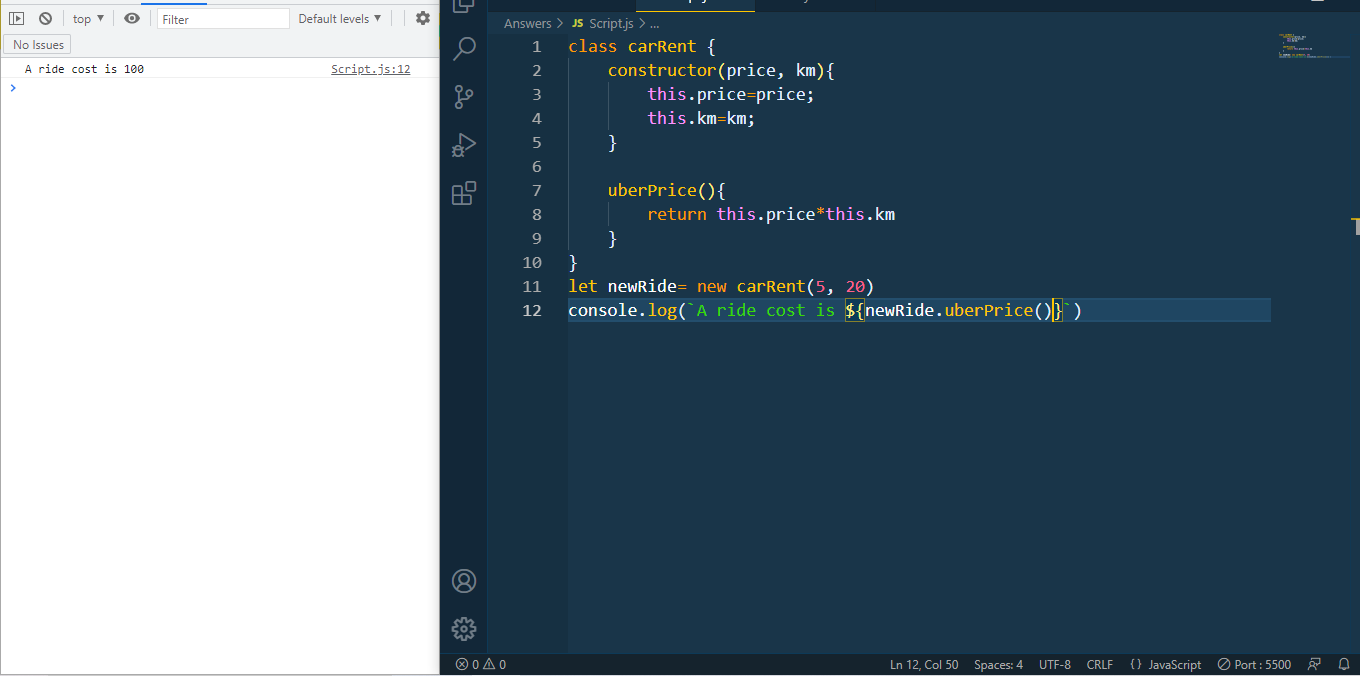 top ▼
Filter
Default levels ▼
No Issues
A ride cost is 100 Script.js:12
>
Answers > JS Script.js > ...
1 class carRent {
2     constructor(price, km){
3         this.price=price;
4         this.km=km;
5     }
6
7     uberPrice(){
8         return this.price*this.km
9     }
10 }
11 let newRide= new carRent(5, 20)
12 console.log(`A ride cost is ${newRide.uberPrice()}`)
0 0 Ln 12, Col 50 Spaces: 4 UTF-8 CRLF {} JavaScript Port : 5500